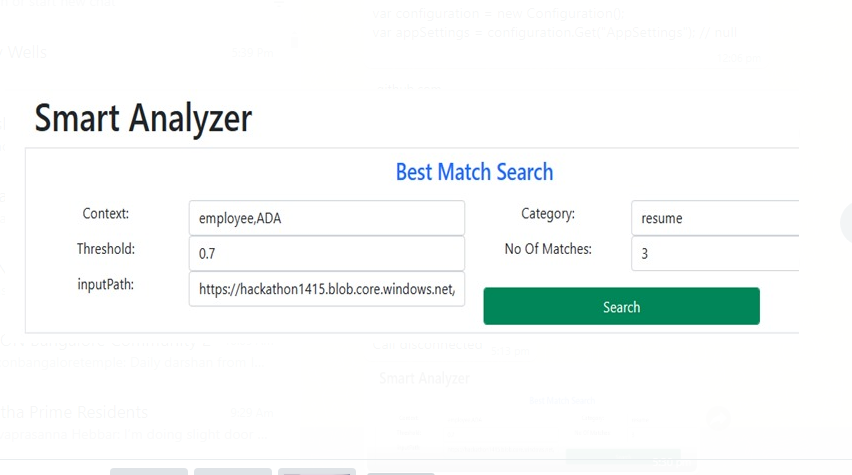 var configuration = new Configuration();
var appSettings = configuration.Get("AppSettings"); // null
Wells
Smart Analyzer
Best Match Search
Context: employee,ADA Category: resume
Threshold: 0.7 No Of Matches: 3
inputPath: https://hackathon1415.blob.core.windows.net/
Search
Call disconnected
Smart Analyzer
tha Prime Residents